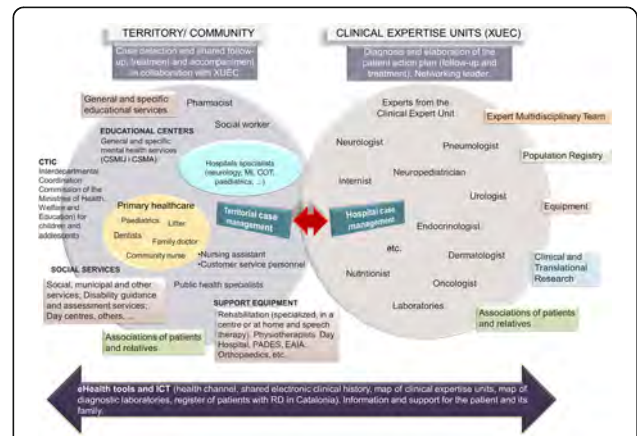 TERRITORY/ COMMUNITY
Case detection and shared follow-
up, treatment and accompaniment
in collaboration with XUEC
General and specific
educational services
Pharmacist
Social worker
EDUCATIONAL CENTERS
General and specific
mental health services
(CSMIJ i CSMA)
Hospitals specialists
(neurology, MI, COT,
paediatrics, ...)
CTIC
Interdepartmental
Coordination
Commission of the
Ministries of Health,
Welfare and
Education) for
children and
adolescents
Primary healthcare
Paediatrics
Litter
Dentists
Family doctor
Community nurse
Territorial case
management
•Nursing assistant
•Customer service personnel
SOCIAL SERVICES
Social, municipal and other
services; Disability guidance
and assessment services;
Day centres, others, ...
Public health specialists
SUPPORT EQUIPMENT
Rehabilitation (specialized, in a
centre or at home and speech
therapy). Physiotherapists. Day
Hospital, PADES, EAIA,
Orthopaedics, etc.
Associations of patients
and relatives
CLINICAL EXPERTISE UNITS (XUEC)
Diagnosis and elaboration of the
patient action plan (follow-up and
treatment). Networking leader.
Experts from the
Clinical Expert Unit
Neurologist
Pneumologist
Internist
Neuropediatrician
Urologist
Hospital case
management
Endocrinologist
etc.
Dermatologist
Nutritionist
Oncologist
Laboratories
Expert Multidisciplinary Team
Population Registry
Equipment
Clinical and
Translational
Research
Associations of patients
and relatives
eHealth tools and ICT (health channel, shared electronic clinical history, map of clinical expertise units, map of
diagnostic laboratories, register of patients with RD in Catalonia). Information and support for the patient and its
family.